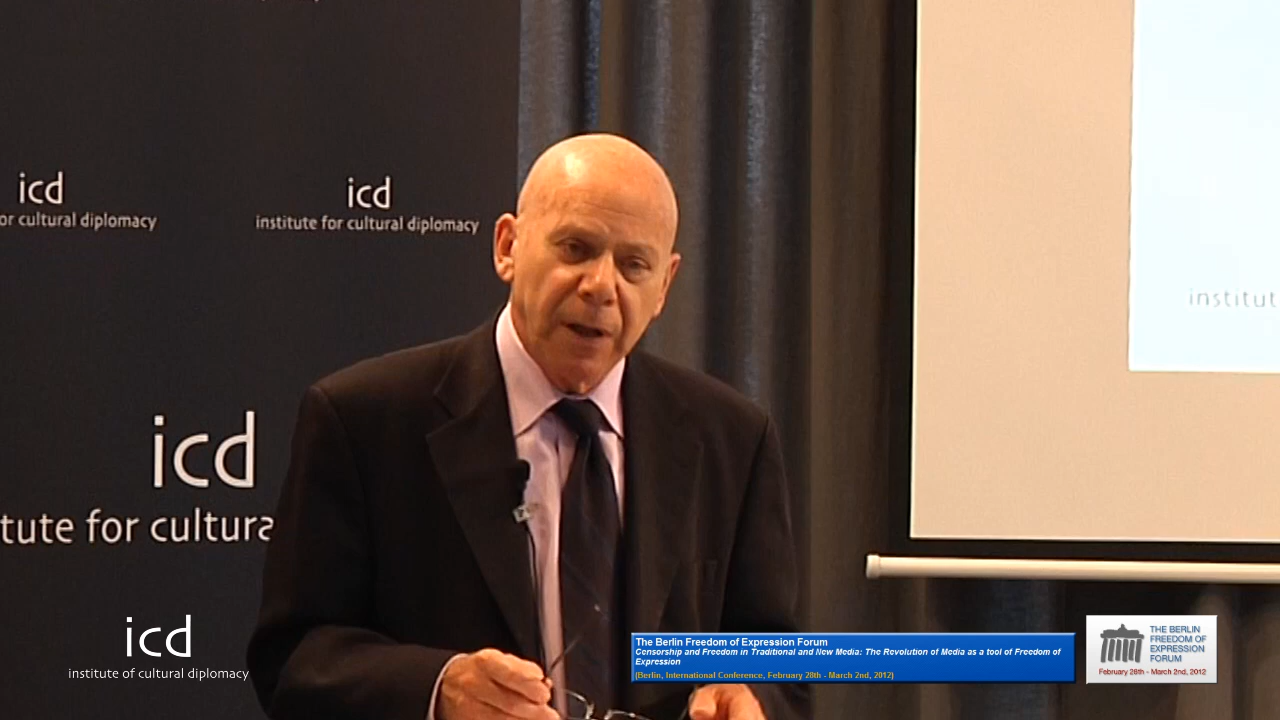 icd
or cultural diplomacy
icd
institute for cultural diplomacy
institut
icd
tute for cultura
icd
institute of cultural diplomacy
The Berlin Freedom of Expression Forum
Censorship and Freedom in Traditional and New Media: The Revolution of Media as a tool of Freedom of
Expression
(Berlin, International Conference, February 28th - March 2nd, 2012)
THE BERLIN
FREEDOM OF
EXPRESSION
FORUM
February 28th - March 2nd, 2012